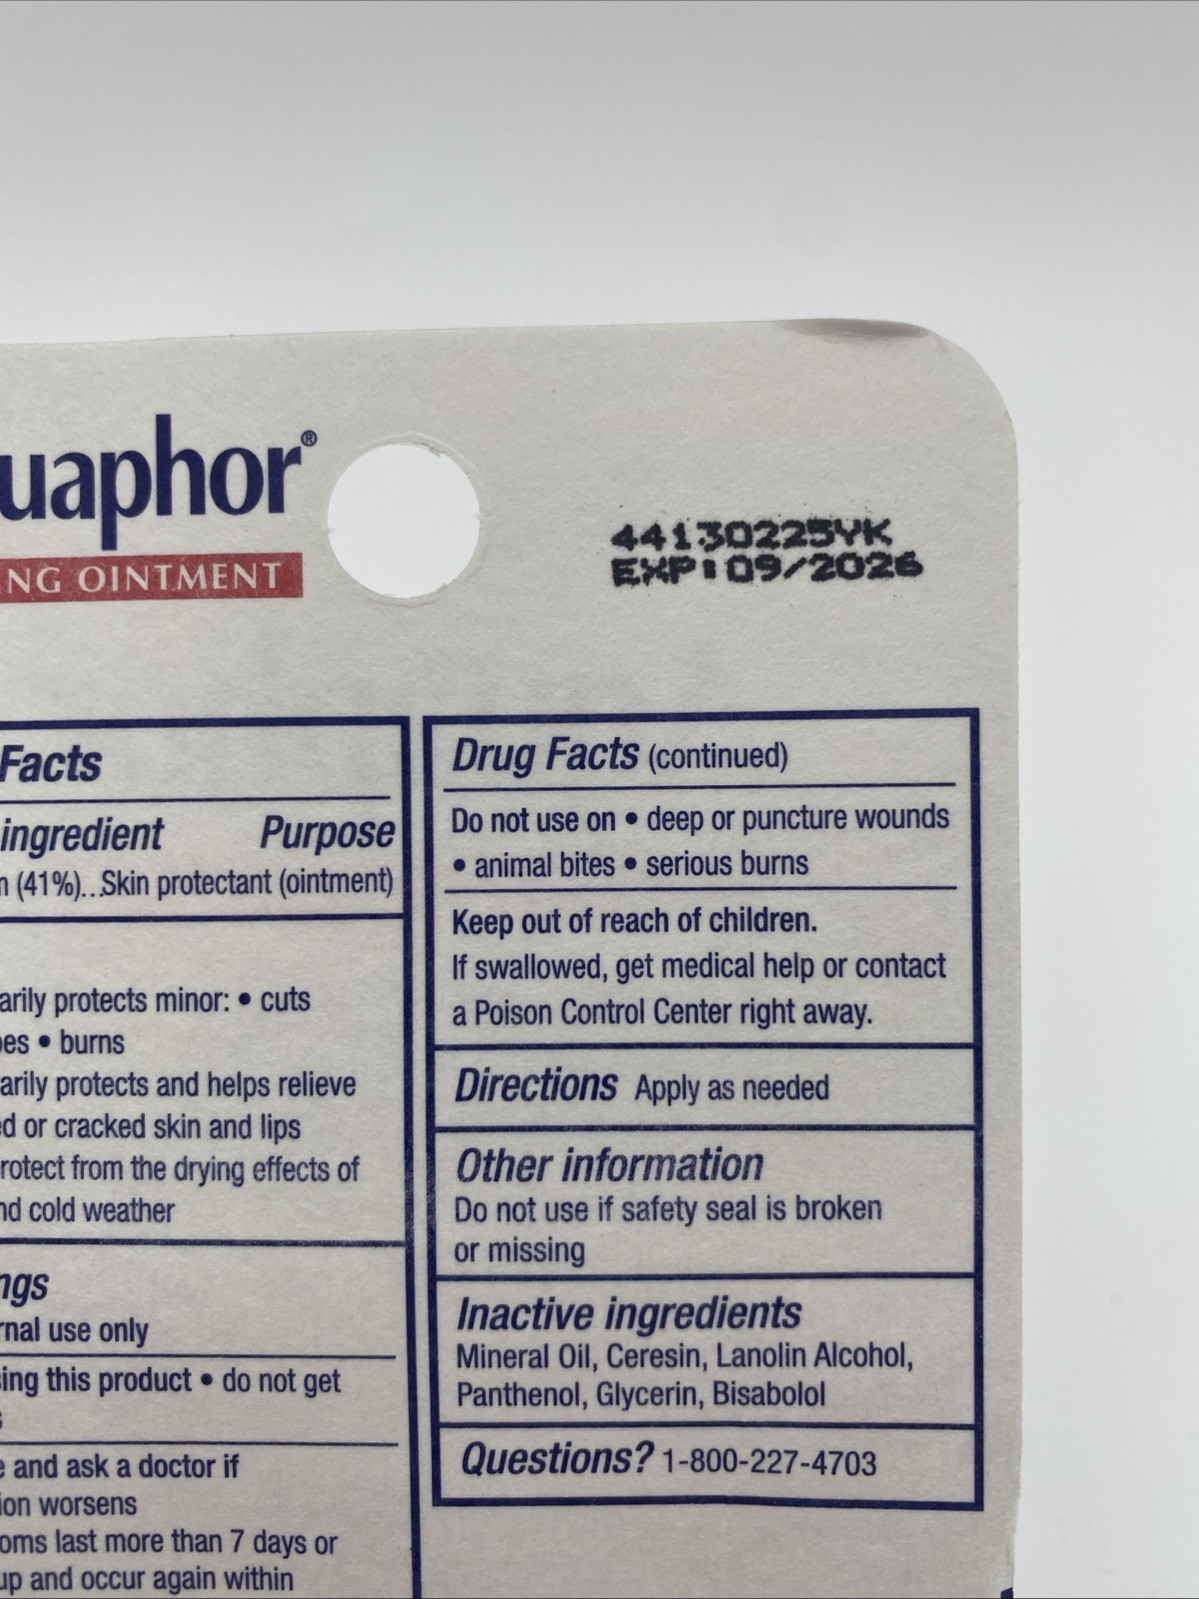 uaphor®
NG OINTMENT
44130225YK
EXP:09/2026
Facts
ingredient Purpose
(41%)...Skin protectant (ointment)
arily protects minor: • cuts
• burns
arily protects and helps relieve
or cracked skin and lips
rotect from the drying effects of
nd cold weather
ngs
rnal use only
ing this product • do not get
and ask a doctor if
ion worsens
oms last more than 7 days or
up and occur again within
Drug Facts (continued)
Do not use on • deep or puncture wounds
• animal bites • serious burns
Keep out of reach of children.
If swallowed, get medical help or contact
a Poison Control Center right away.
Directions Apply as needed
Other information
Do not use if safety seal is broken
or missing
Inactive ingredients
Mineral Oil, Ceresin, Lanolin Alcohol,
Panthenol, Glycerin, Bisabolol
Questions? 1-800-227-4703